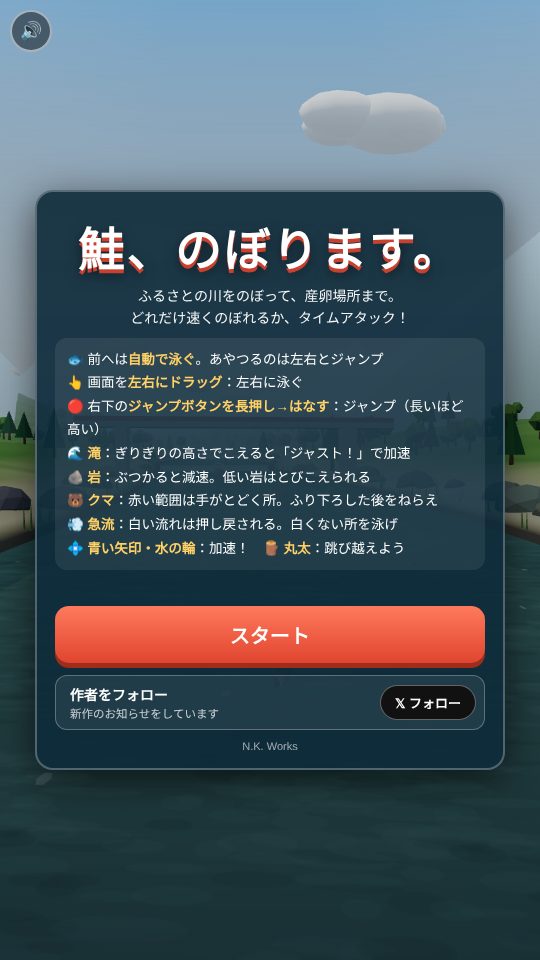 鮭、のぼります。
ふるさとの川をのぼって、産卵場所まで。
どれだけ速くのぼれるか、タイムアタック！
🐟 前へは自動で泳ぐ。あやつるのは左右とジャンプ
👆 画面を左右にドラッグ：左右に泳ぐ
🔴 右下のジャンプボタンを長押し→はなす：ジャンプ（長いほど
高い）
🌊 滝：ぎりぎりの高さでこえると「ジャスト！」で加速
🪨 岩：ぶつかると減速。低い岩はとびこえられる
🐻 クマ：赤い範囲は手がとどく所。ふり下ろした後をねらえ
💨 急流：白い流れは押し戻される。白くない所を泳げ
💠 青い矢印・水の輪：加速！ 🪵 丸太：跳び越えよう
スタート
作者をフォロー
新作のお知らせをしています
𝕏 フォロー
N.K. Works